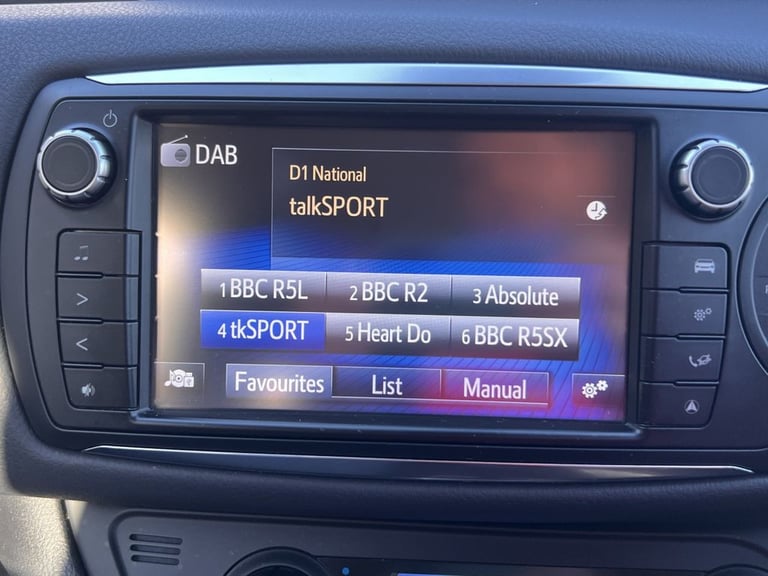 DAB
D1 National
talkSPORT
1 BBC R5L 2 BBC R2 3 Absolute
4 tkSPORT 5 Heart Do 6 BBC R5SX
Favourites List Manual